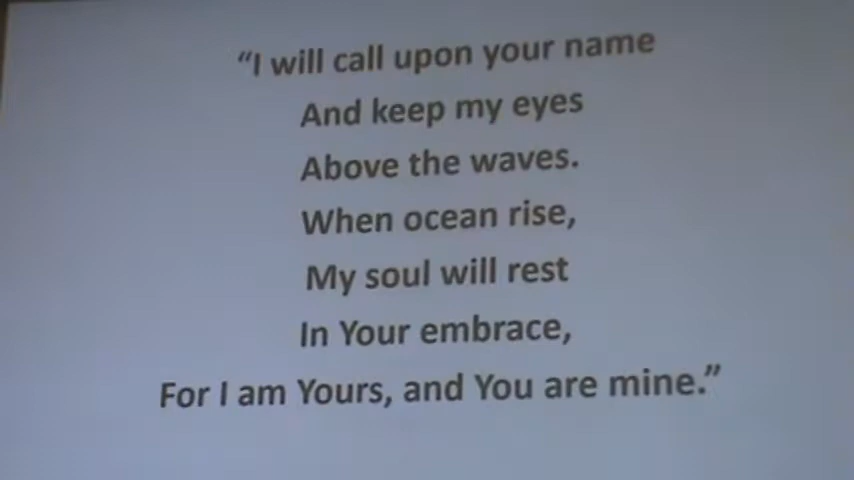 “I will call upon your name
And keep my eyes
Above the waves.
When ocean rise,
My soul will rest
In Your embrace,
For I am Yours, and You are mine.”